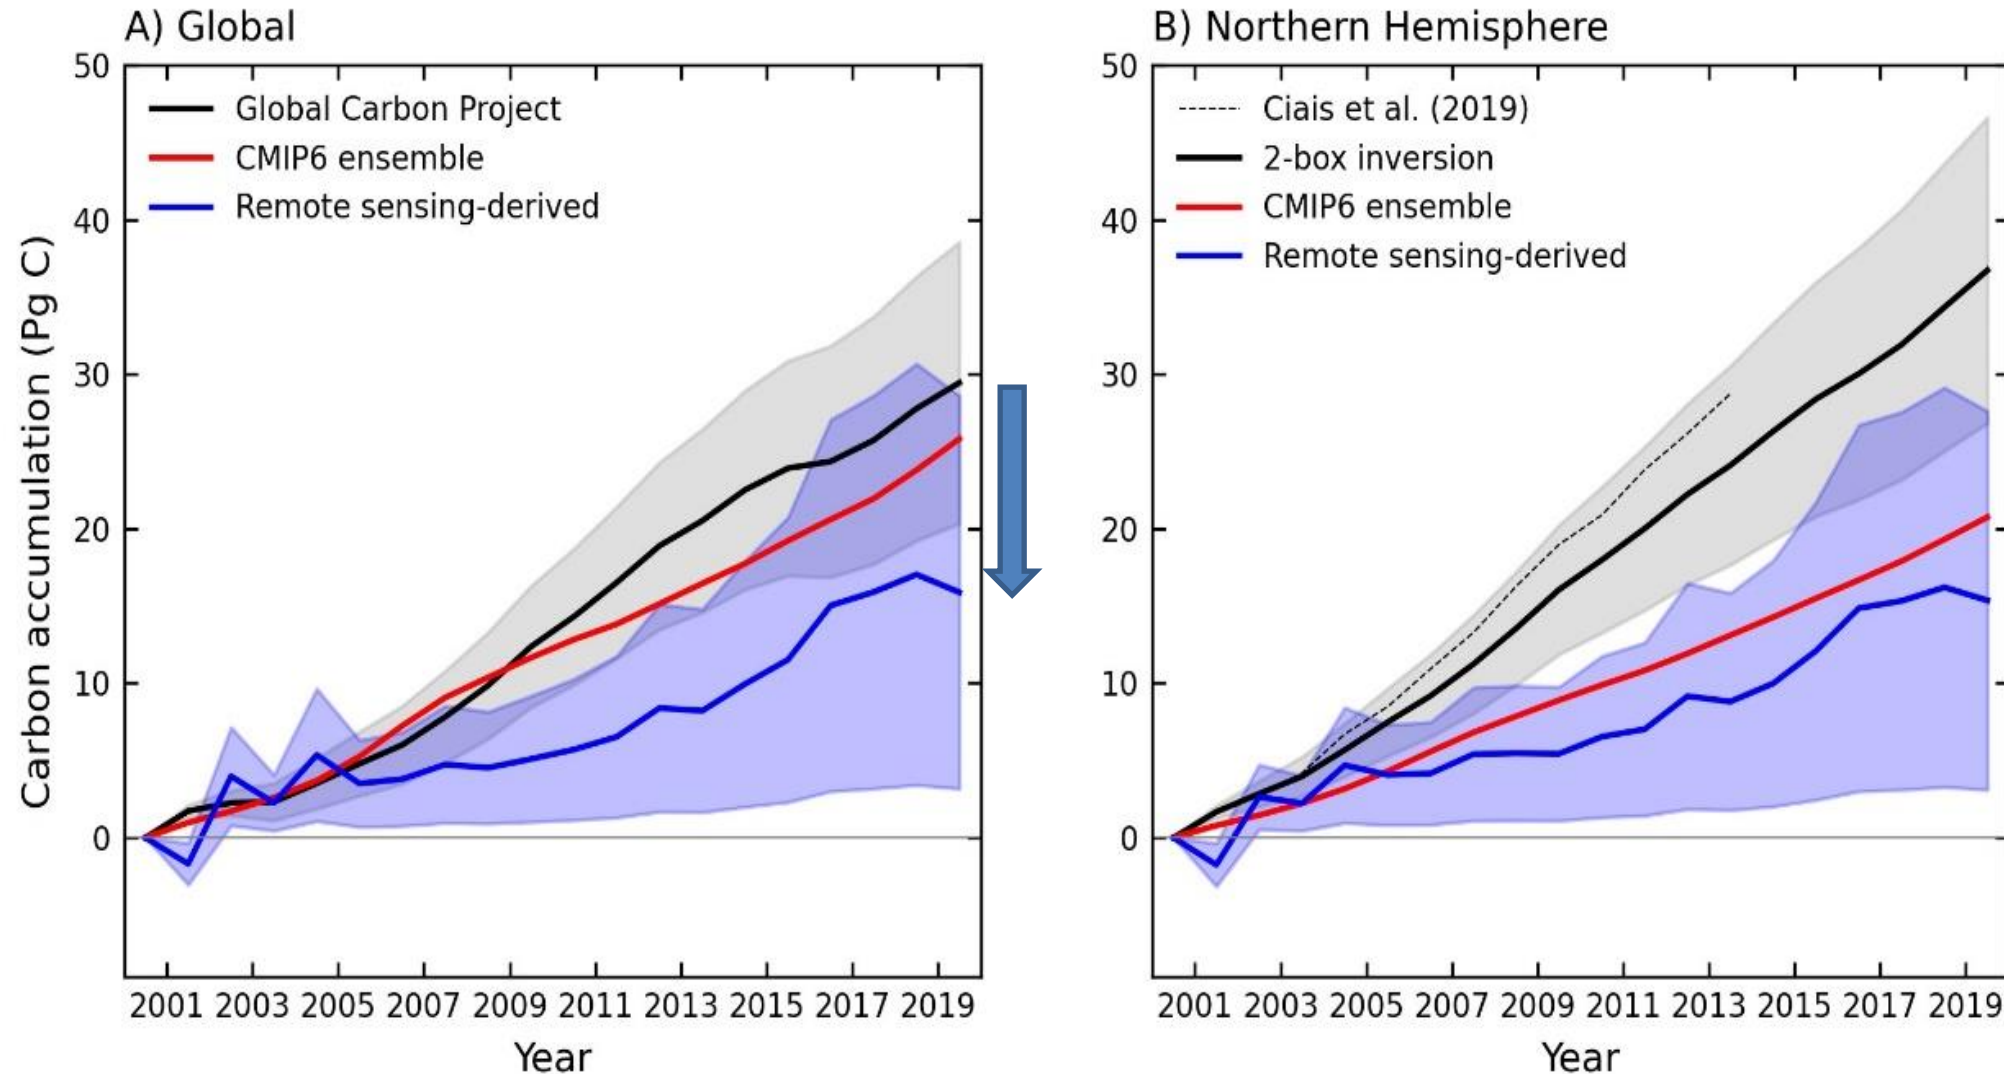 A) Global
50
40
30
20
10
0
Carbon accumulation (Pg C)
Global Carbon Project
CMIP6 ensemble
Remote sensing-derived
2001 2003 2005 2007 2009 2011 2013 2015 2017 2019
Year
B) Northern Hemisphere
50
40
30
20
10
0
Ciais et al. (2019)
2-box inversion
CMIP6 ensemble
Remote sensing-derived
2001 2003 2005 2007 2009 2011 2013 2015 2017 2019
Year